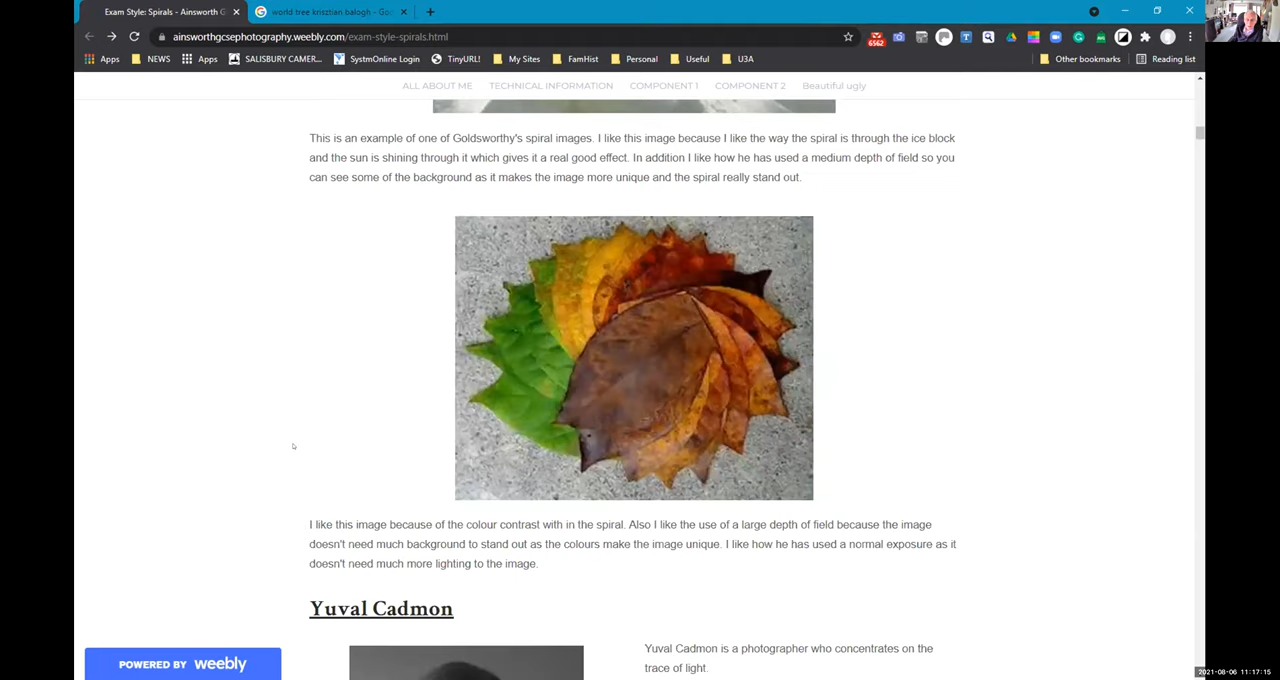 Exam Style: Spirals - Ainsworth G
world tree krisztian balogh - Goo
ainsworthgcsephotography.weebly.com/exam-style-spirals.html
6562
Apps NEWS Apps SALISBURY CAMER... SystmOnline Login TinyURL! My Sites FamHist Personal Useful U3A Other bookmarks Reading list
ALL ABOUT ME TECHNICAL INFORMATION COMPONENT 1 COMPONENT 2 Beautiful ugly
This is an example of one of Goldsworthy's spiral images. I like this image because I like the way the spiral is through the ice block
and the sun is shining through it which gives it a real good effect. In addition I like how he has used a medium depth of field so you
can see some of the background as it makes the image more unique and the spiral really stand out.
I like this image because of the colour contrast with in the spiral. Also I like the use of a large depth of field because the image
doesn't need much background to stand out as the colours make the image unique. I like how he has used a normal exposure as it
doesn't need much more lighting to the image.
Yuval Cadmon
Yuval Cadmon is a photographer who concentrates on the
trace of light.
POWERED BY weebly
2021-08-06 11:17:15